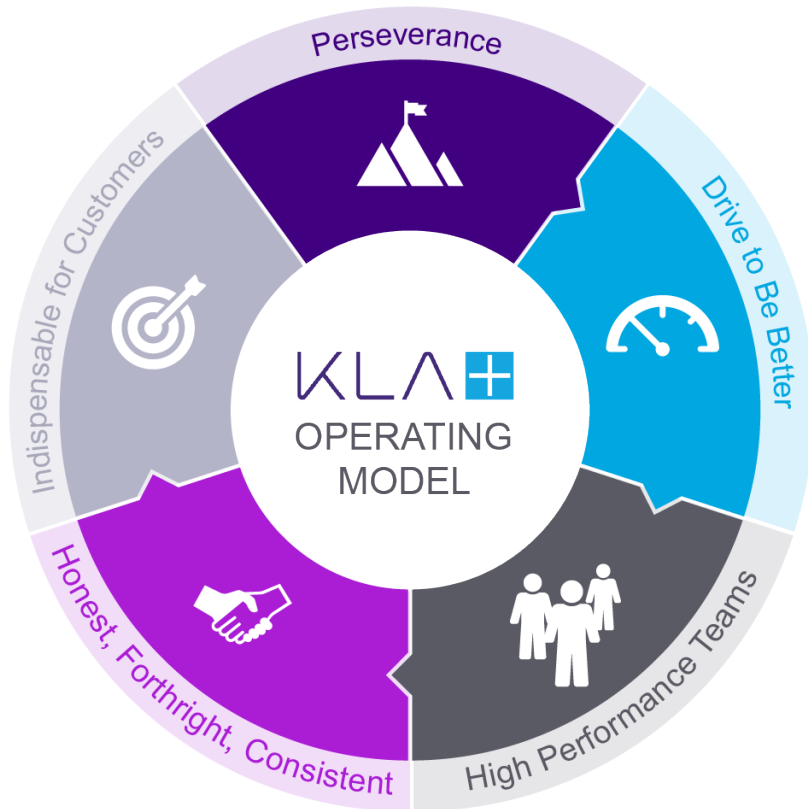 Perseverance
Drive to Be Better
High Performance Teams
Honest, Forthright, Consistent
Indispensable for Customers
KLA+
OPERATING
MODEL